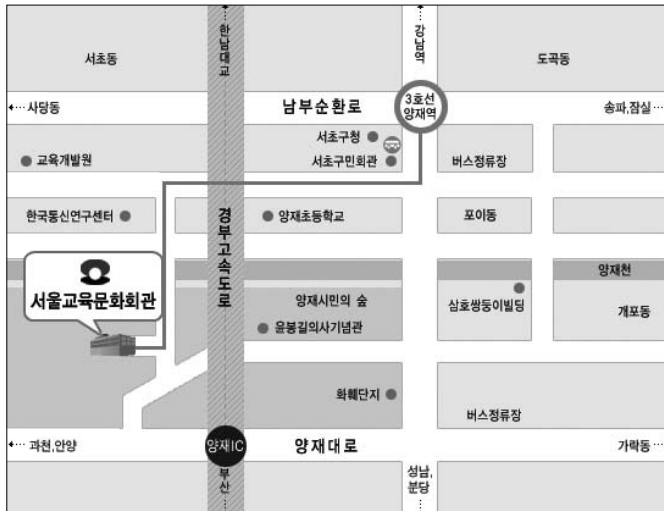 한남대교
강남역
서초동
도곡동
사당동
남부순환로
3호선
양재역
송파,잠실
서초구청
서초구민회관
버스정류장
교육개발원
한국통신연구센터
경부고속도로
양재초등학교
포이동
양재천
서울교육문화회관
양재시민의 숲
윤봉길의사기념관
삼호쌍둥이빌딩
개포동
화훼단지
버스정류장
과천,안양
양재IC
양재대로
가락동
부산
성남,
분당